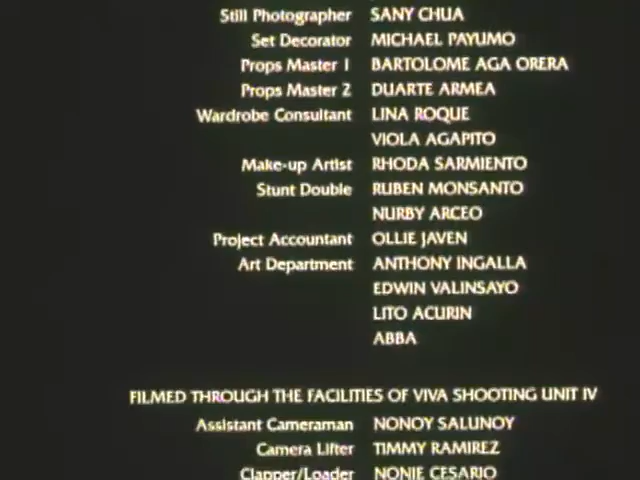 Still Photographer SANY CHUA
Set Decorator MICHAEL PAYUMO
Props Master 1 BARTOLOME AGA ORERA
Props Master 2 DUARTE ARMEA
Wardrobe Consultant LINA ROQUE
VIOLA AGAPITO
Make-up Artist RHODA SARMIENTO
Stunt Double RUBEN MONSANTO
NURBY ARCEO
Project Accountant OLLIE JAVEN
Art Department ANTHONY INGALLA
EDWIN VALINSAYO
LITO ACURIN
ABBA
FILMED THROUGH THE FACILITIES OF VIVA SHOOTING UNIT IV
Assistant Cameraman NONOY SALUNOY
Camera Lifter TIMMY RAMIREZ
Clapper/Loader NONIE CESARIO